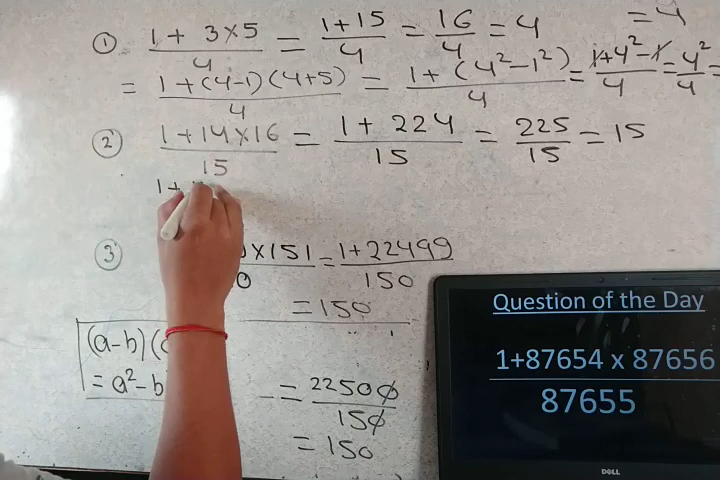 = 4
① 1 + 3×5 / 4 = 1+15 / 4 = 16 / 4 = 4
= 1+(4-1)(4+5) / 4 = 1+(4²-1²) / 4 = 1+4²-1 / 4 = 4² / 4 =
② 1+14×16 / 15 = 1+ 224 / 15 = 225 / 15 = 15
1+
③ ×151 / 0 = 1+22499 / 150
= 150
(a-b)(
= a²-b
= 22500 / 150
= 150
Question of the Day
1+87654 x 87656
87655
DELL